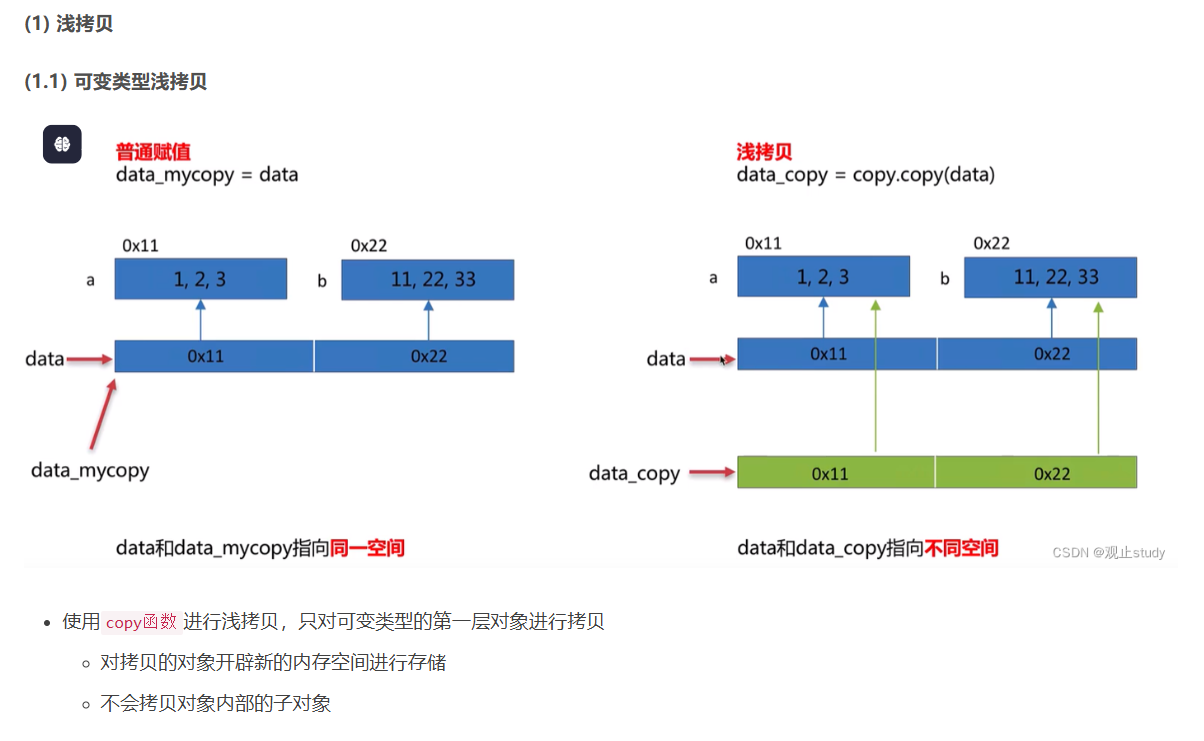 (1) 浅拷贝
(1.1) 可变类型浅拷贝
普通赋值
data_mycopy = data
0x11
0x22
a
1, 2, 3
b
11, 22, 33
data
0x11
0x22
data_mycopy
data和data_mycopy指向同一空间
浅拷贝
data_copy = copy.copy(data)
0x11
0x22
a
1, 2, 3
b
11, 22, 33
data
0x11
0x22
data_copy
0x11
0x22
data和data_copy指向不同空间
CSDN @观止study
使用 copy函数 进行浅拷贝，只对可变类型的第一层对象进行拷贝
对拷贝的对象开辟新的内存空间进行存储
不会拷贝对象内部的子对象